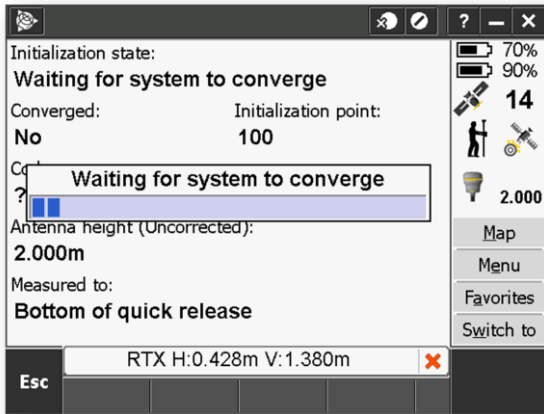 ?
70%
90%
Initialization state:
Waiting for system to converge
14
Converged: Initialization point:
No 100
Waiting for system to converge
?
2.000
Antenna height (Uncorrected):
2.000m
Map
Measured to:
Menu
Bottom of quick release
Favorites
Switch to
RTX H:0.428m V:1.380m
Esc